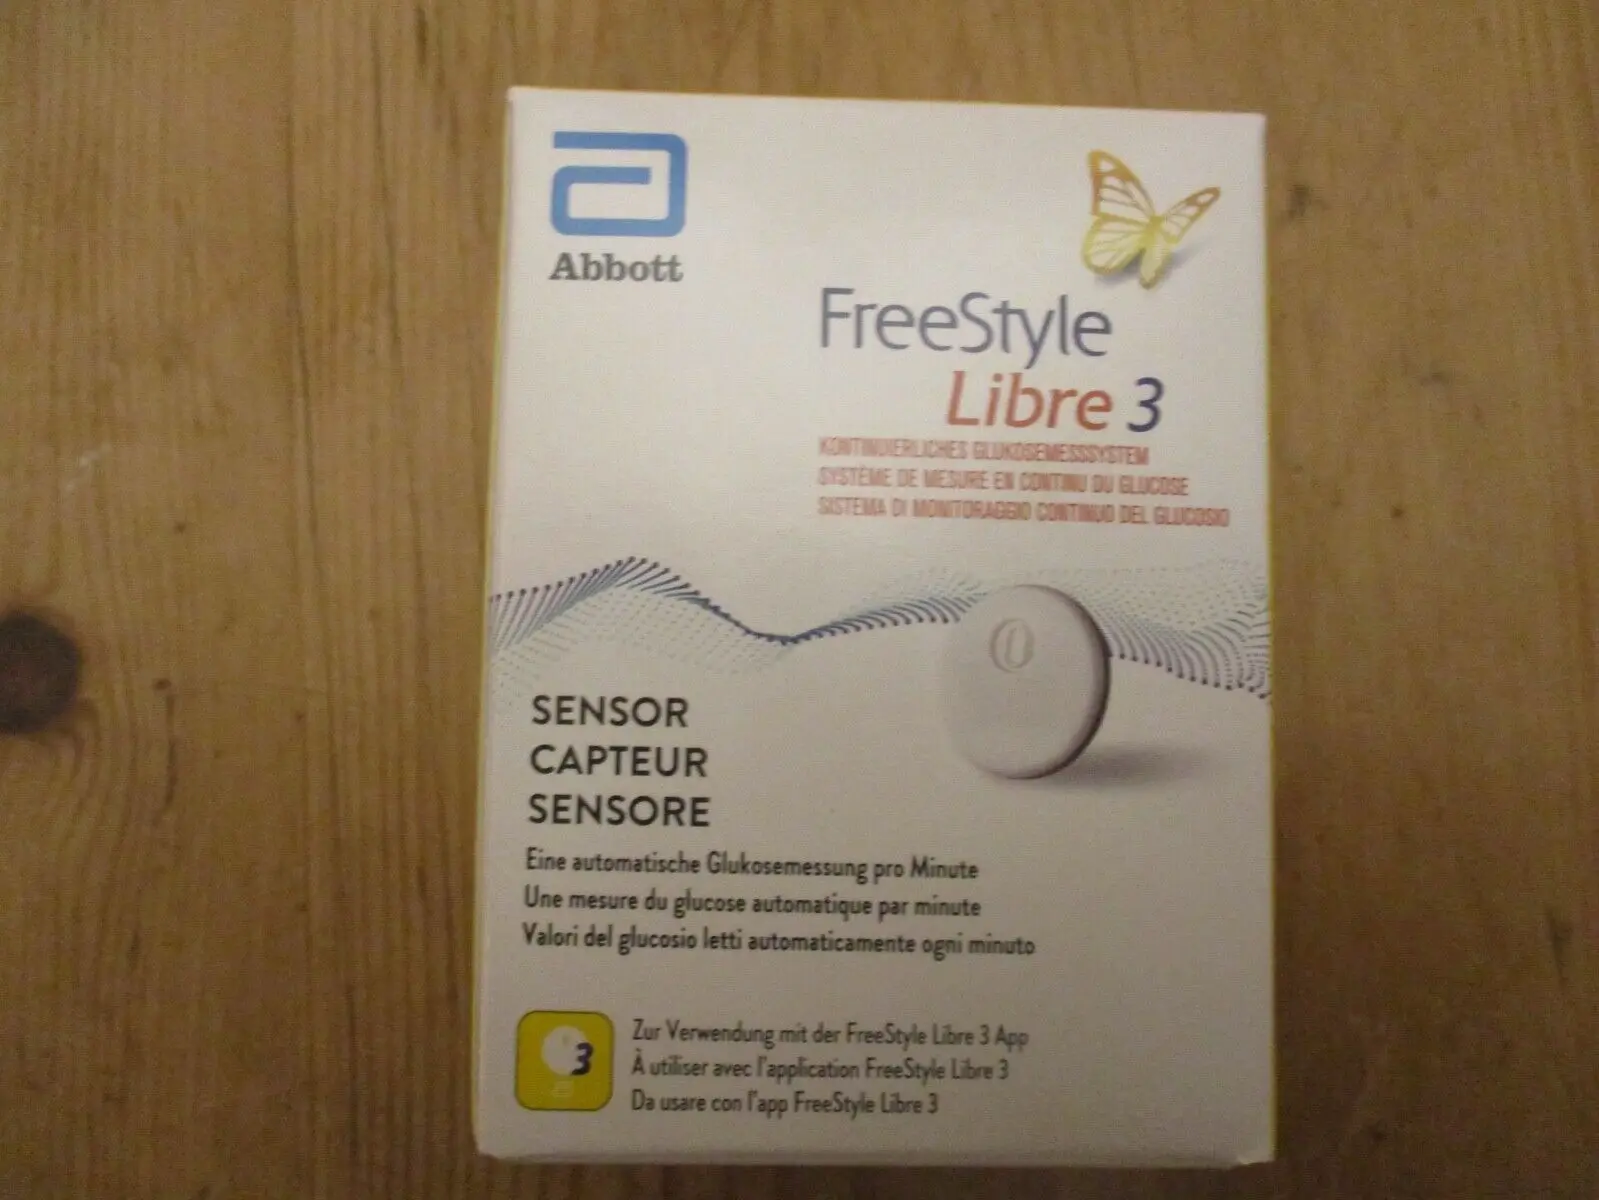 Abbott
FreeStyle
Libre 3
KONTINUIERLICHES GLUKOSEMESSSYSTEM
SYSTÈME DE MESURE EN CONTINU DU GLUCOSE
SISTEMA DI MONITORAGGIO CONTINUO DEL GLUCOSIO
SENSOR
CAPTEUR
SENSORE
Eine automatische Glukosemessung pro Minute
Une mesure du glucose automatique par minute
Valori del glucosio letti automaticamente ogni minuto
3
Zur Verwendung mit der FreeStyle Libre 3 App
À utiliser avec l'application FreeStyle Libre 3
Da usare con l'app FreeStyle Libre 3